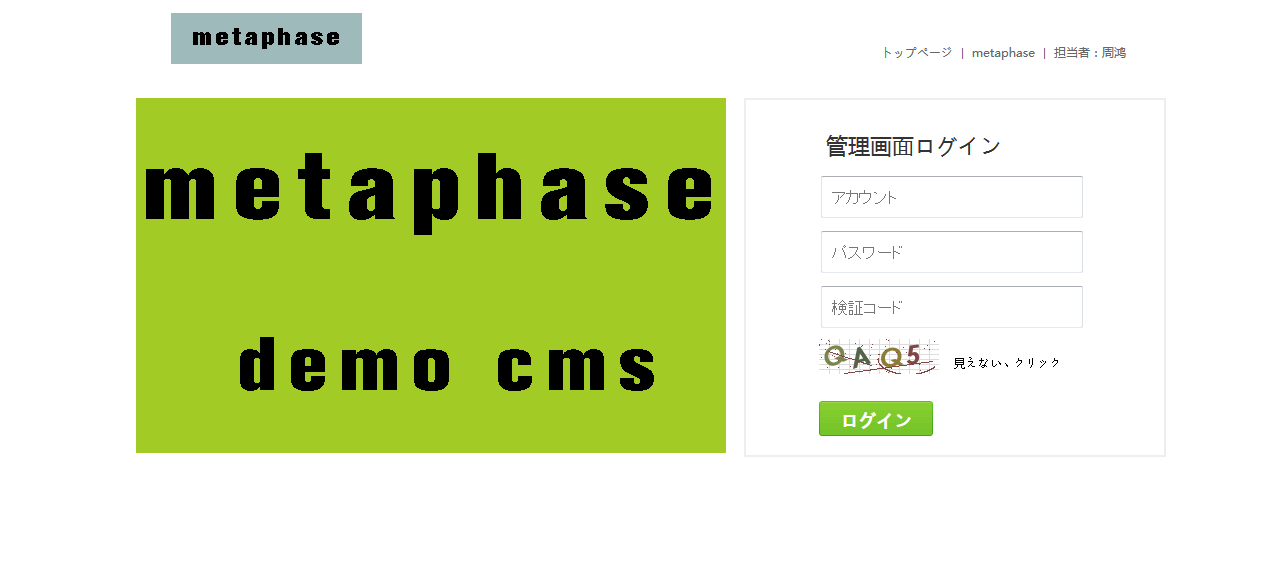 metaphase
トップページ | metaphase | 担当者：周鸿
metaphase
demo cms
管理画面ログイン
アカウント
パスワード
検証コード
QAQ5 見えない、クリック
ログイン